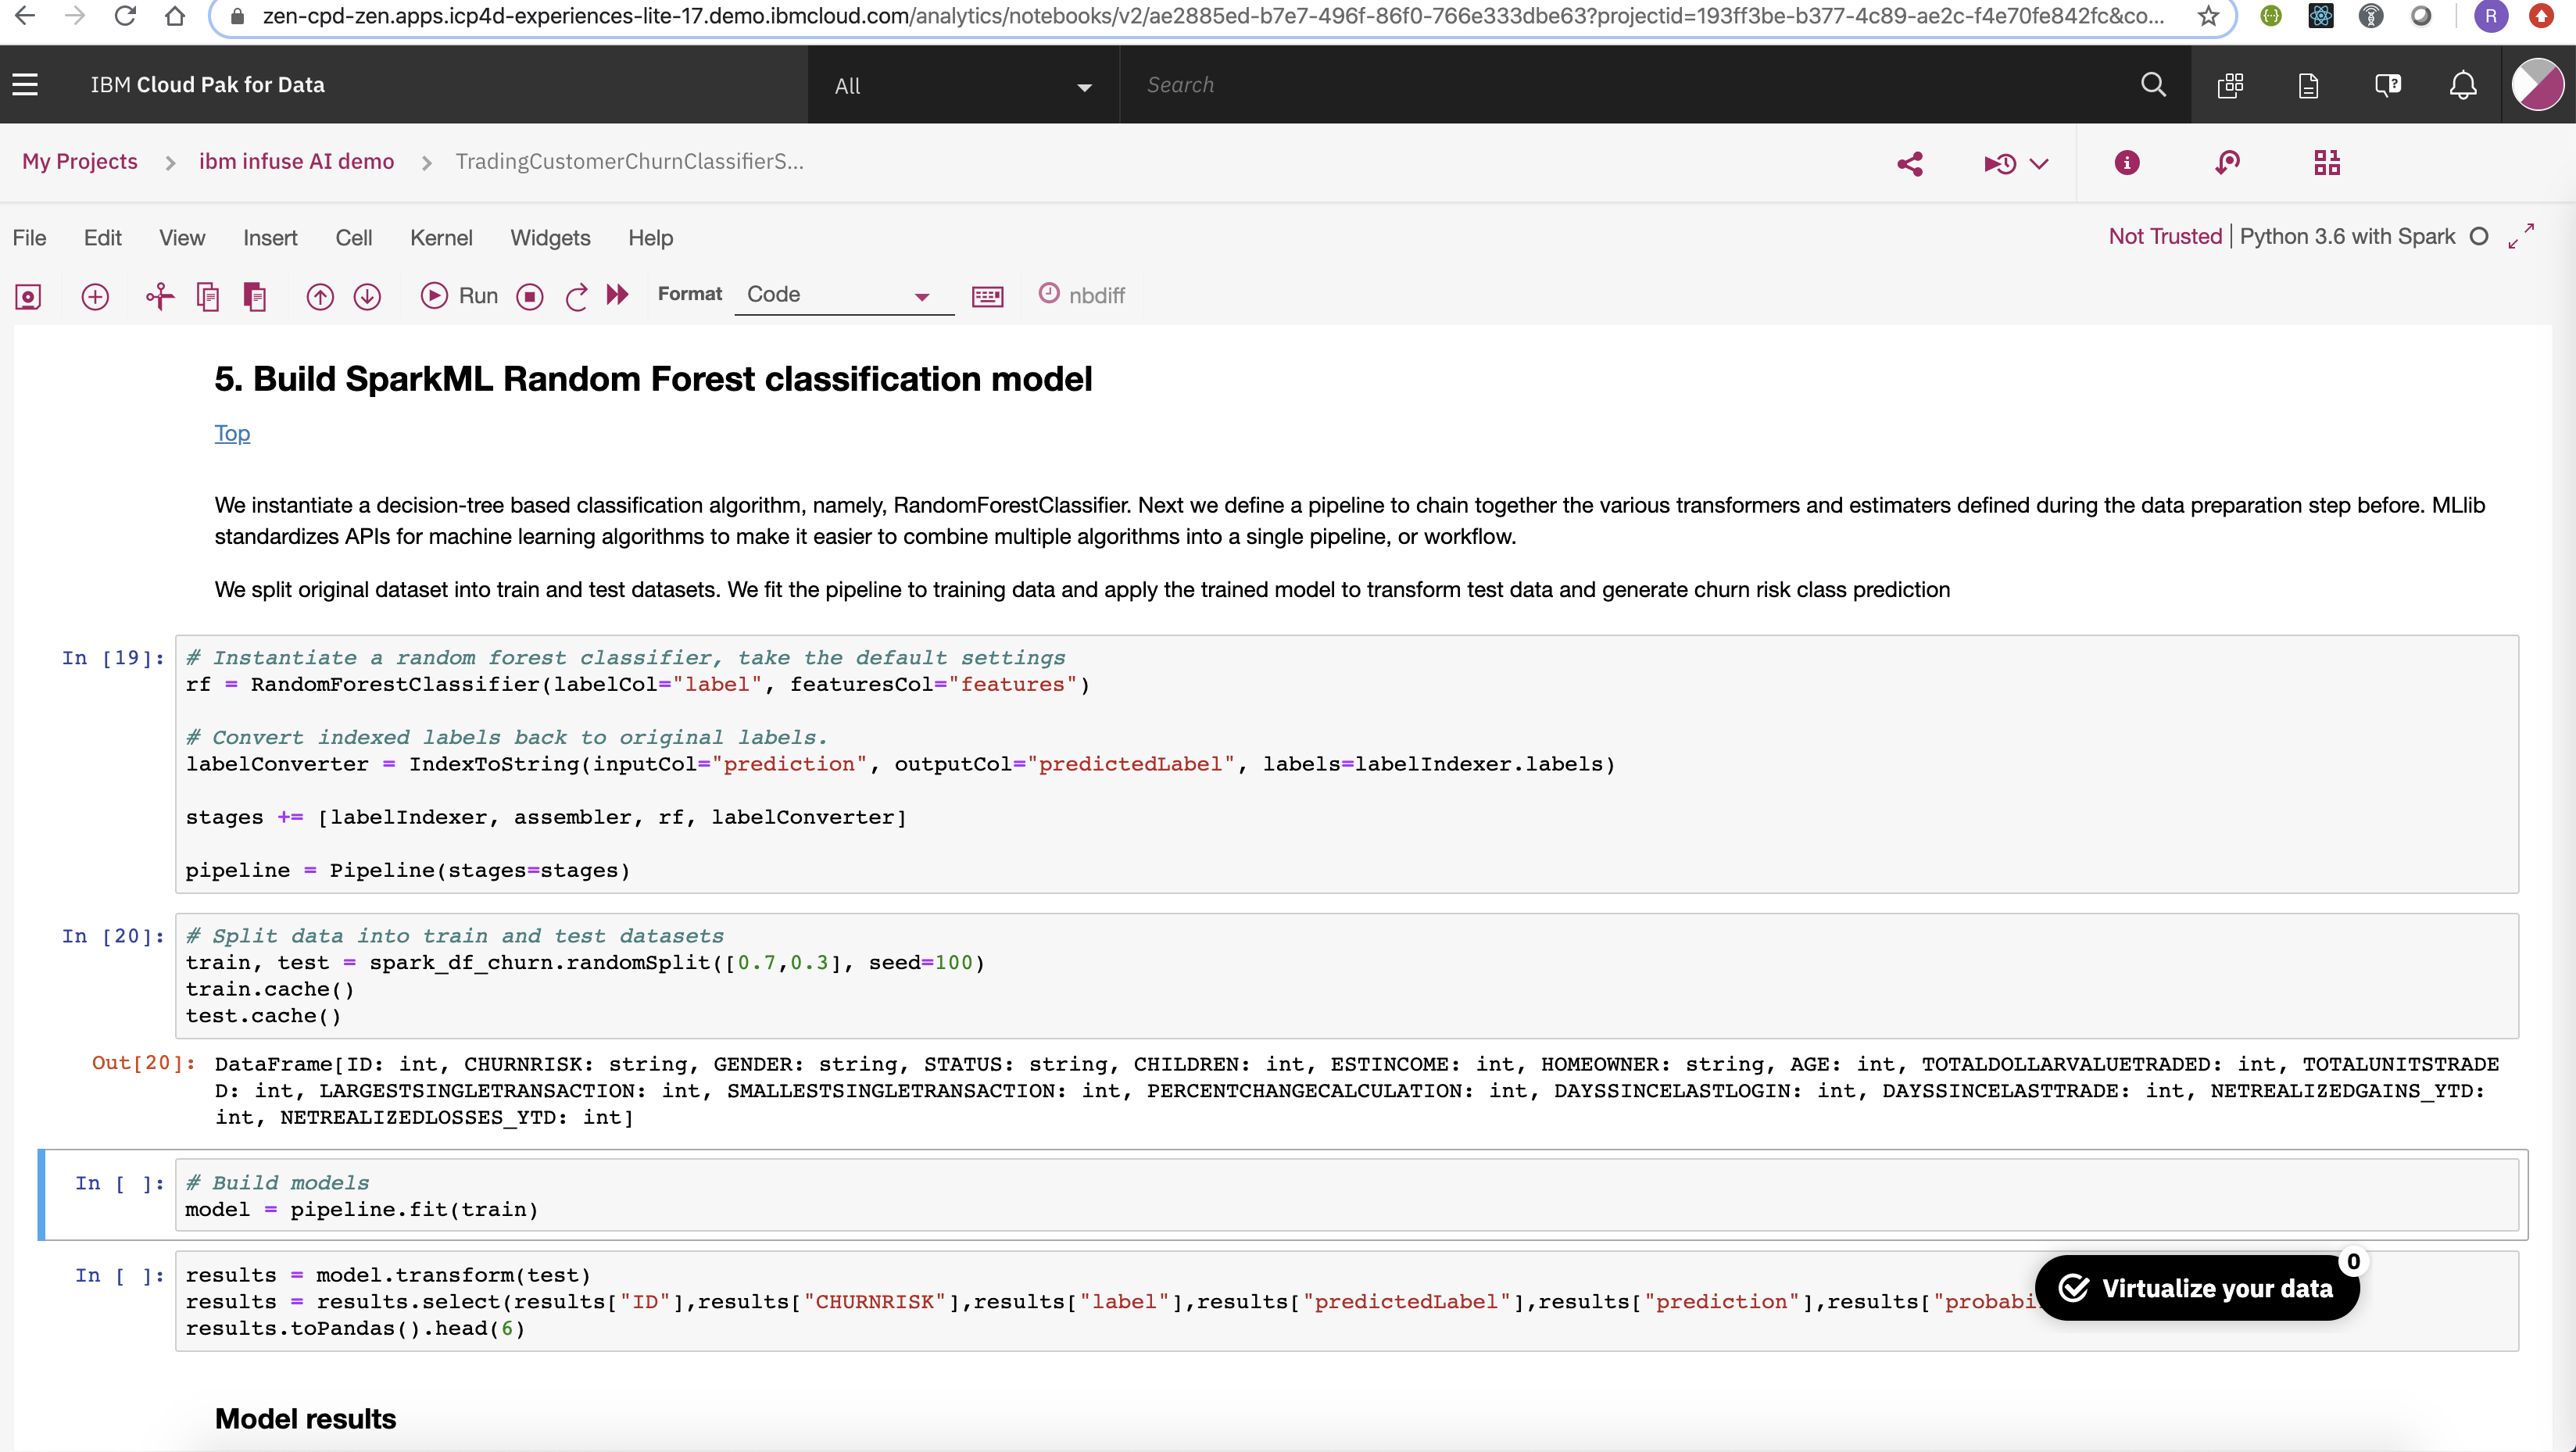 zen-cpd-zen.apps.icp4d-experiences-lite-17.demo.ibmcloud.com/analytics/notebooks/v2/ae2885ed-b7e7-496f-86f0-766e333dbe63?projectid=193ff3be-b377-4c89-ae2c-f4e70fe842fc&co...
R
IBM Cloud Pak for Data
All
Search
My Projects > ibm infuse AI demo > TradingCustomerChurnClassifierS...
File Edit View Insert Cell Kernel Widgets Help
Not Trusted | Python 3.6 with Spark
Run
Format Code
nbdiff
5. Build SparkML Random Forest classification model
Top
We instantiate a decision-tree based classification algorithm, namely, RandomForestClassifier. Next we define a pipeline to chain together the various transformers and estimaters defined during the data preparation step before. MLlib
standardizes APIs for machine learning algorithms to make it easier to combine multiple algorithms into a single pipeline, or workflow.
We split original dataset into train and test datasets. We fit the pipeline to training data and apply the trained model to transform test data and generate churn risk class prediction
In [19]: # Instantiate a random forest classifier, take the default settings
rf = RandomForestClassifier(labelCol="label", featuresCol="features")
# Convert indexed labels back to original labels.
labelConverter = IndexToString(inputCol="prediction", outputCol="predictedLabel", labels=labelIndexer.labels)
stages += [labelIndexer, assembler, rf, labelConverter]
pipeline = Pipeline(stages=stages)
In [20]: # Split data into train and test datasets
train, test = spark_df_churn.randomSplit([0.7,0.3], seed=100)
train.cache()
test.cache()
Out[20]: DataFrame[ID: int, CHURNRISK: string, GENDER: string, STATUS: string, CHILDREN: int, ESTINCOME: int, HOMEOWNER: string, AGE: int, TOTALDOLLARVALUETRADED: int, TOTALUNITSTRADE
D: int, LARGESTSINGLETRANSACTION: int, SMALLESTSINGLETRANSACTION: int, PERCENTCHANGECALCULATION: int, DAYSSINCELASTLOGIN: int, DAYSSINCELASTTRADE: int, NETREALIZEDGAINS_YTD:
int, NETREALIZEDLOSSES_YTD: int]
In [ ]: # Build models
model = pipeline.fit(train)
In [ ]: results = model.transform(test)
results = results.select(results["ID"],results["CHURNRISK"],results["label"],results["predictedLabel"],results["prediction"],results["probabi
results.toPandas().head(6)
0
Virtualize your data
Model results